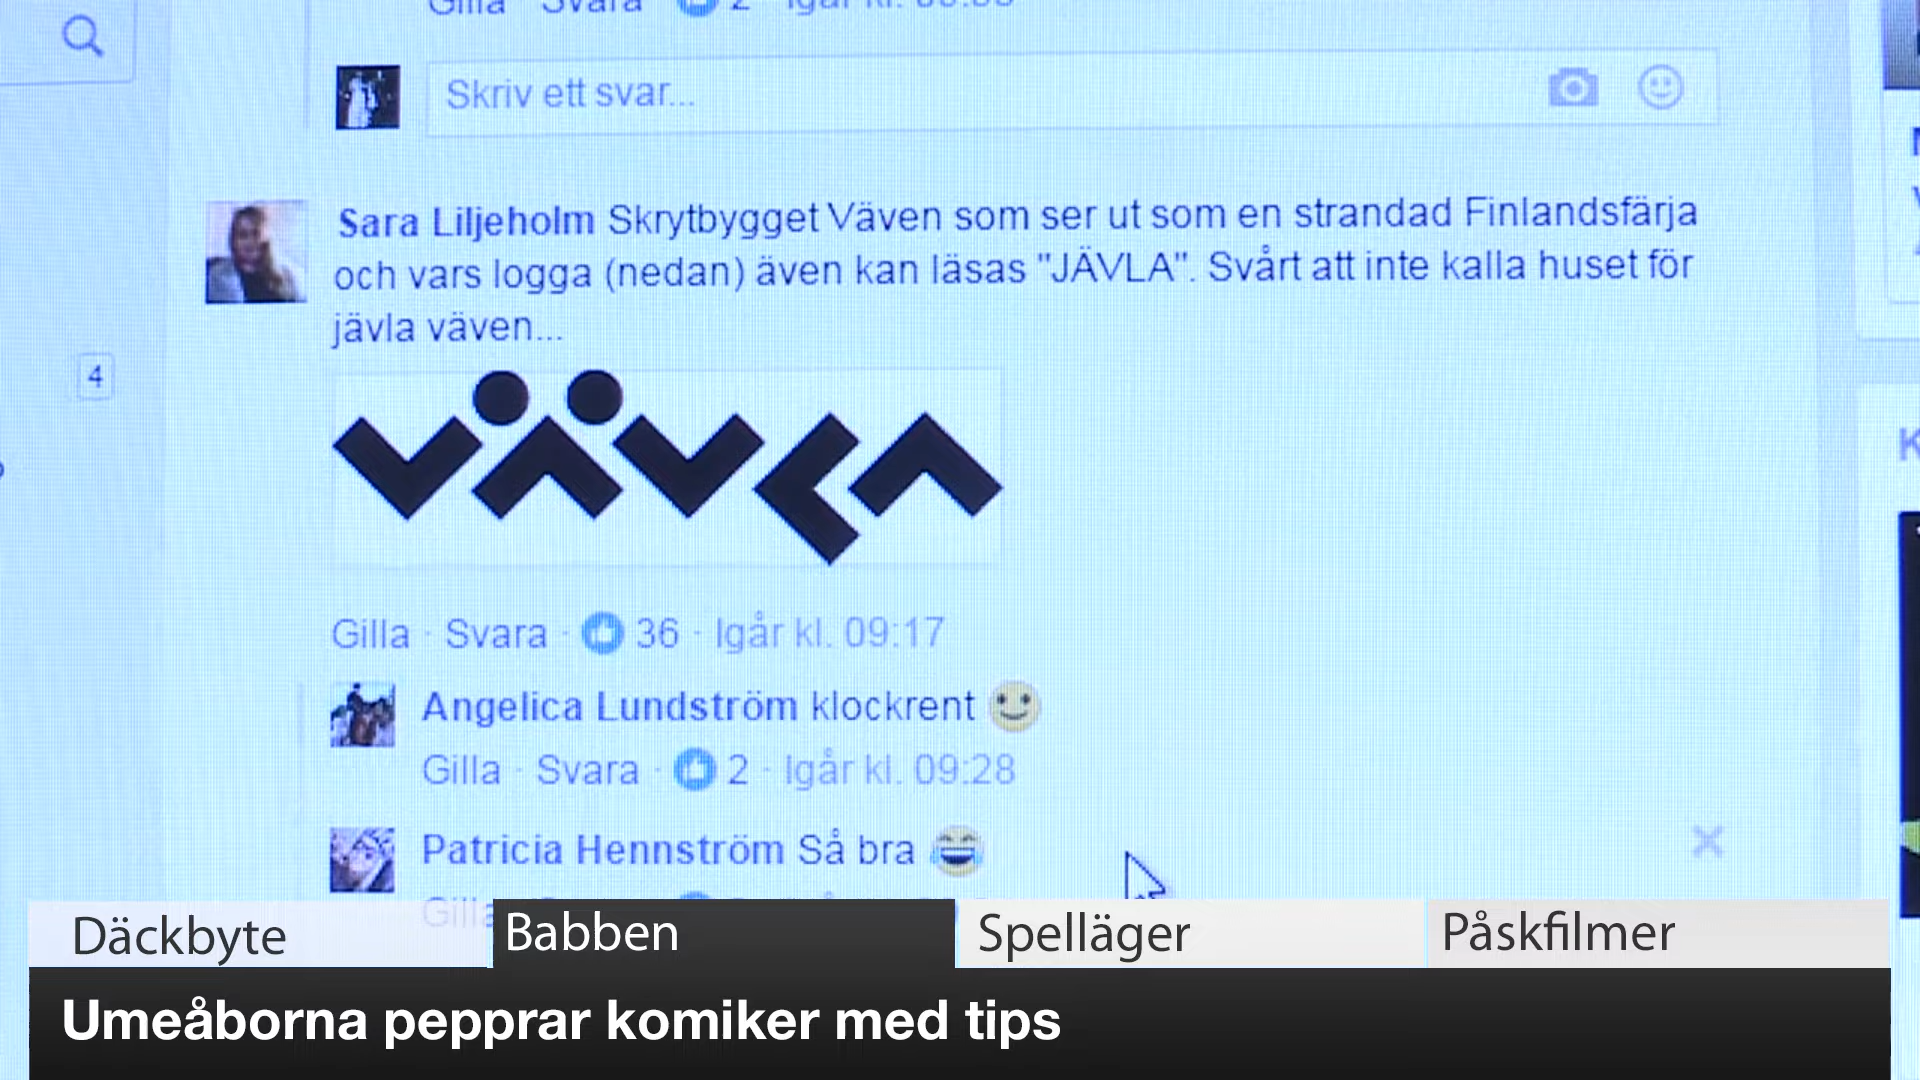 Gilla · Svara · 2 · Igår kl.
Skriv ett svar...
Sara Liljeholm Skrytbygget Väven som ser ut som en strandad Finlandsfärja
och vars logga (nedan) även kan läsas "JÄVLA". Svårt att inte kalla huset för
jävla väven...
4
VÄVEN
Gilla · Svara · 36 · Igår kl. 09:17
Angelica Lundström klockrent
Gilla · Svara · 2 · Igår kl. 09:28
Patricia Hennström Så bra
Gilla
Däckbyte Babben Spelläger Påskfilmer
Umeåborna pepprar komiker med tips